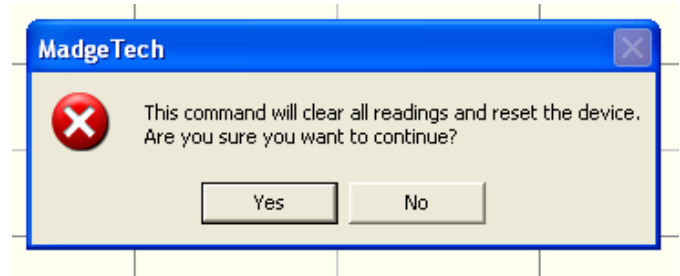 MadgeTech
This command will clear all readings and reset the device.
Are you sure you want to continue?
Yes
No